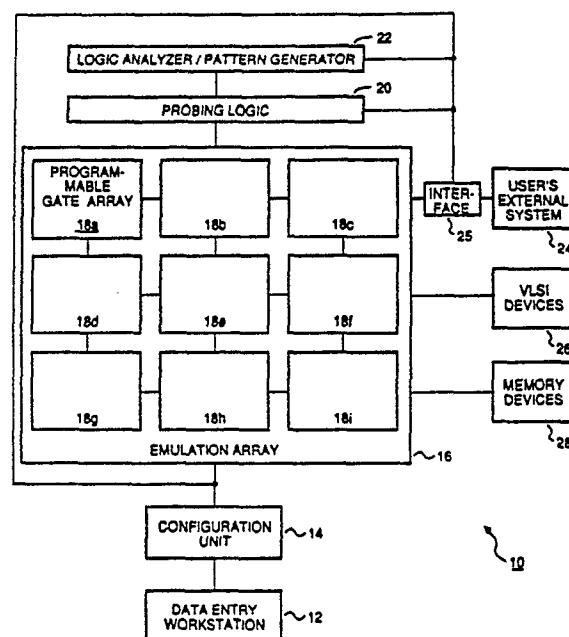 22
LOGIC ANALYZER / PATTERN GENERATOR
20
PROBING LOGIC
PROGRAM-
MABLE
GATE ARRAY
18a
18b
18c
INTER-
FACE
25
USER'S
EXTERNAL
SYSTEM
24
18d
18e
18f
VLSI
DEVICES
26
18g
18h
18i
MEMORY
DEVICES
28
EMULATION ARRAY
16
CONFIGURATION
UNIT
14
10
DATA ENTRY
WORKSTATION
12